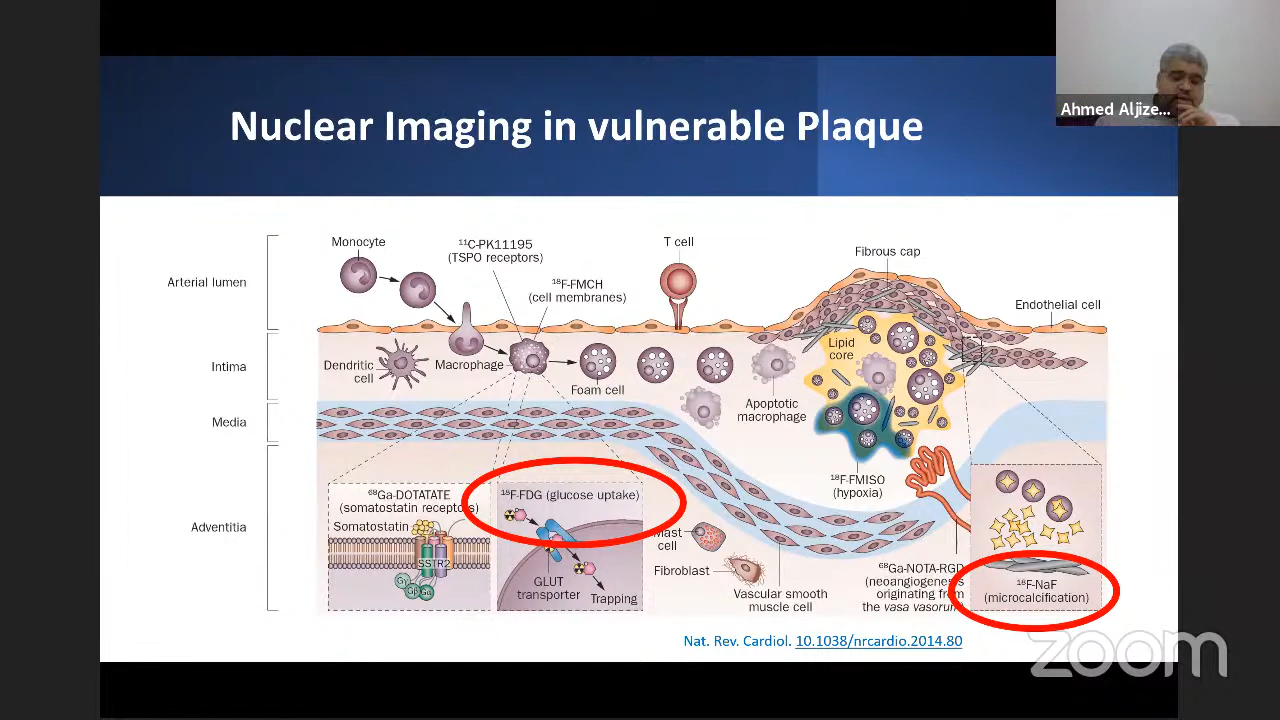 Ahmed Aljize...
Nuclear Imaging in vulnerable Plaque
Monocyte
¹¹C-PK11195
(TSPO receptors)
T cell
Fibrous cap
Arterial lumen
¹⁸F-FMCH
(cell membranes)
Endothelial cell
Intima
Dendritic
cell
Macrophage
Foam cell
Lipid
core
Apoptotic
macrophage
Media
¹⁸F-FMISO
(hypoxia)
⁶⁸Ga-DOTATATE
(somatostatin receptors)
Somatostatin
SSTR2
Gγ
Gβ
Gα
¹⁸F-FDG (glucose uptake)
GLUT
transporter
Trapping
Adventitia
Mast
cell
Fibroblast
Vascular smooth
muscle cell
⁶⁸Ga-NOTA-RGD
(neoangiogenesis
originating from
the vasa vasorum)
¹⁸F-NaF
(microcalcification)
Nat. Rev. Cardiol. 10.1038/nrcardio.2014.80
zoom